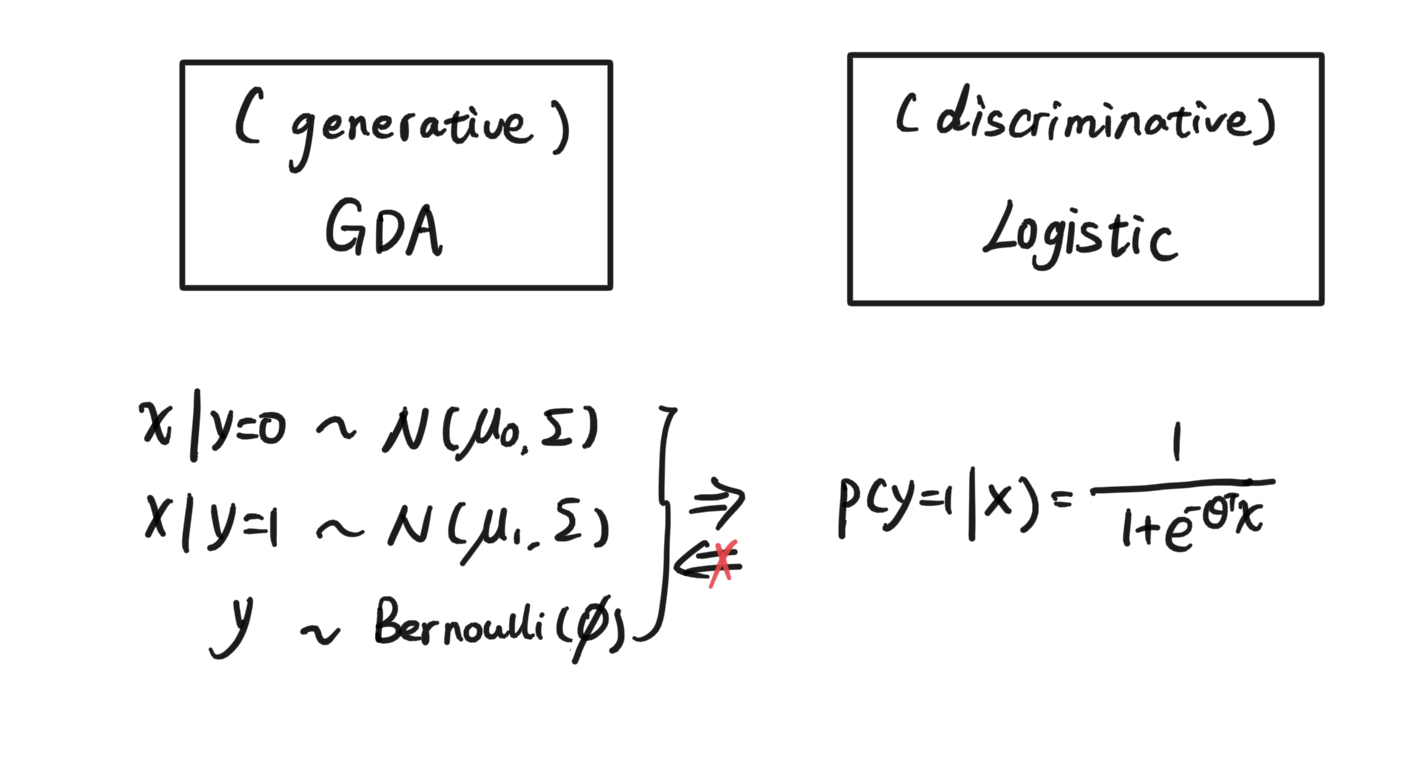 ( generative )
GDA
( discriminative )
Logistic
x | y=0 ~ N(μ₀, Σ)
x | y=1 ~ N(μ₁, Σ)
y ~ Bernoulli(ϕ)
⇒
⇐
X
p(y=1 | x) = 1 / 1+e^{-θᵀx}